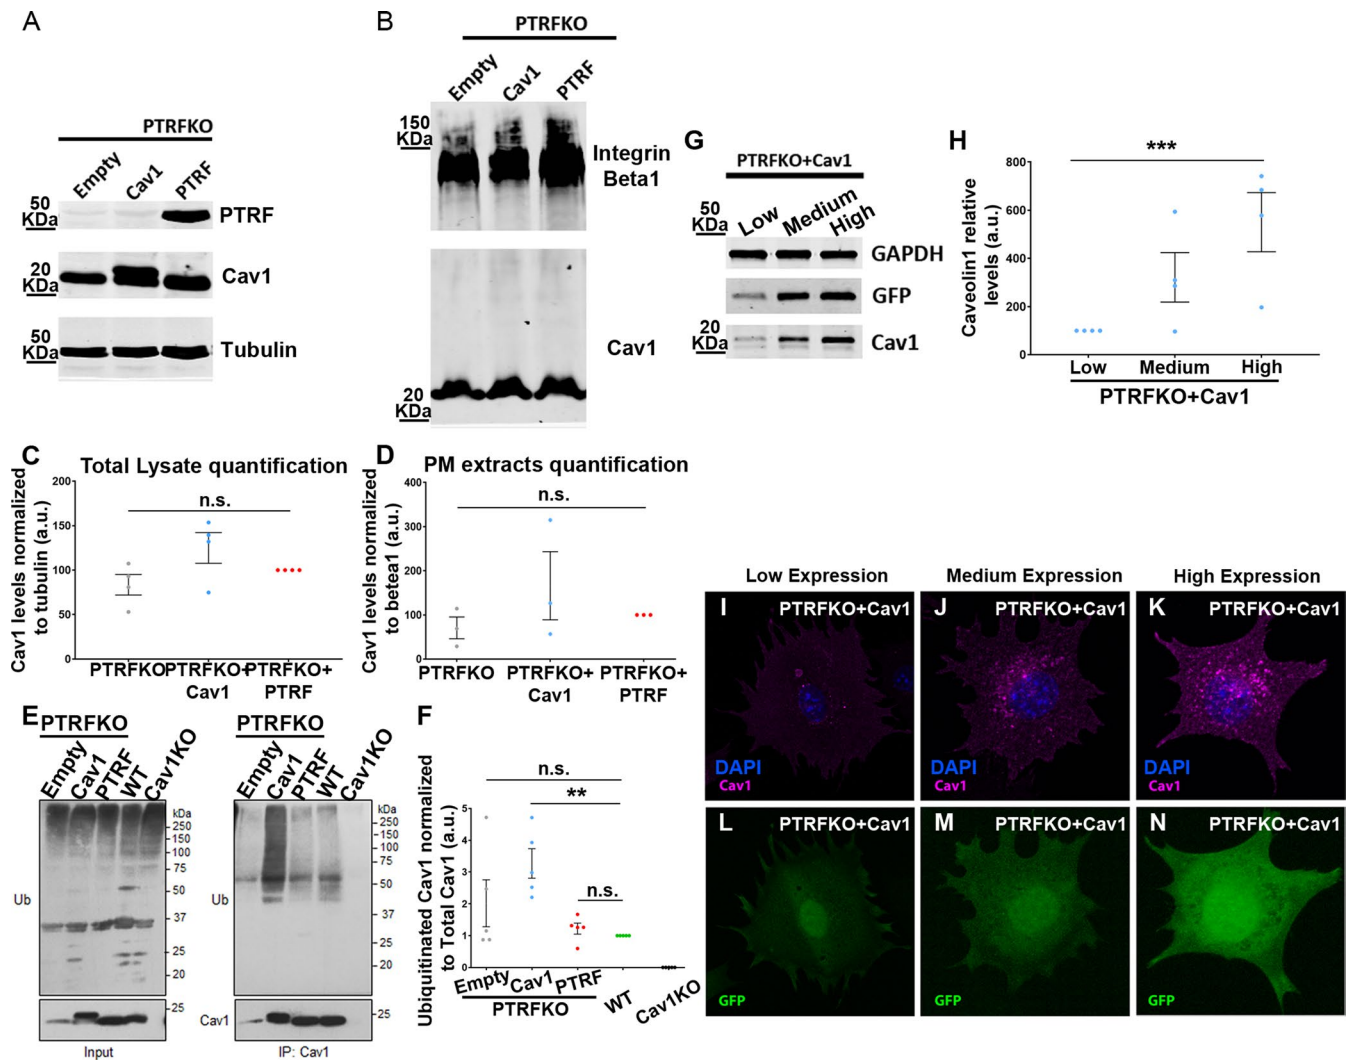 A
PTRFKO
Empty
Cav1
PTRF
50
KDa
PTRF
20
KDa
Cav1
50
KDa
Tubulin
B
PTRFKO
Empty
Cav1
PTRF
150
KDa
Integrin
Beta1
Cav1
20
KDa
G
PTRFKO+Cav1
50
KDa
Low
Medium
High
GAPDH
GFP
20
KDa
Cav1
H
***
Caveolin1 relative
levels (a.u.)
800
600
400
200
0
Low Medium High
PTRFKO+Cav1
C
Total Lysate quantification
n.s.
Cav1 levels normalized
to tubulin (a.u.)
200
150
100
50
0
PTRFKO PTRFKO+ PTRFKO+
Cav1 PTRF
D
PM extracts quantification
n.s.
Cav1 levels normalized
to betea1 (a.u.)
400
300
200
100
0
PTRFKO PTRFKO+ PTRFKO+
Cav1 PTRF
E
PTRFKO
Empty
Cav1
PTRF
WT
Cav1KO
kDa
250
150
100
75
50
37
25
20
Ub
25
Input
PTRFKO
Empty
Cav1
PTRF
WT
Cav1KO
kDa
250
150
100
75
50
37
25
20
Ub
Cav1
25
IP: Cav1
F
n.s.
**
n.s.
Ubiquitinated Cav1 normalized
to Total Cav1 (a.u.)
5
4
3
2
1
0
Empty
Cav1
PTRF
WT
Cav1KO
PTRFKO
Low Expression
Medium Expression
High Expression
I
PTRFKO+Cav1
DAPI
Cav1
J
PTRFKO+Cav1
DAPI
Cav1
K
PTRFKO+Cav1
DAPI
Cav1
L
PTRFKO+Cav1
GFP
M
PTRFKO+Cav1
GFP
N
PTRFKO+Cav1
GFP